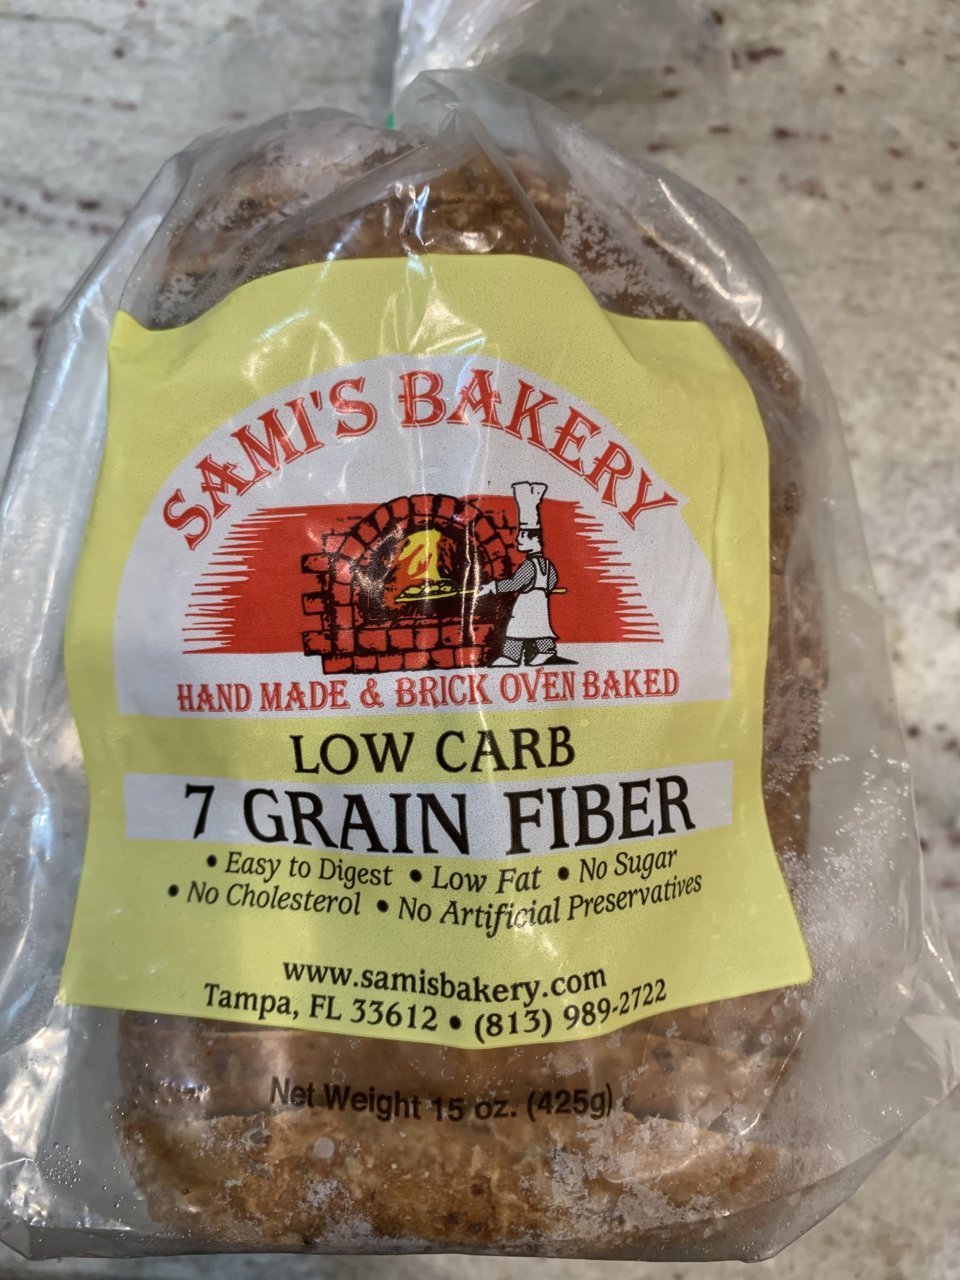 SAMI'S BAKERY
HAND MADE & BRICK OVEN BAKED
LOW CARB
7 GRAIN FIBER
• Easy to Digest • Low Fat • No Sugar
• No Cholesterol • No Artificial Preservatives
www.samisbakery.com
Tampa, FL 33612 • (813) 989-2722
Net Weight 15 oz. (425g)